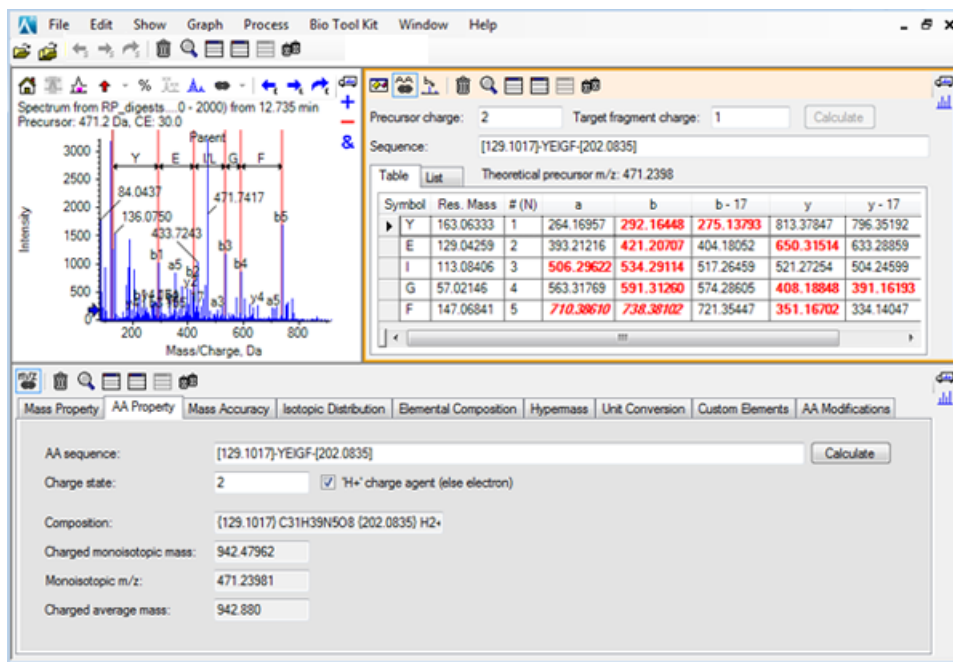 File Edit Show Graph Process Bio Tool Kit Window Help
%
Spectrum from RP_digests....0 - 2000) from 12.735 min
Precursor: 471.2 Da, CE: 30.0
Parent
Y E I/L G F
84.0437
136.0750
433.7243
471.7417
b5
b1
a5
b2
b3
b4
y2
a3
y4
a5
Intensity
3000
2500
2000
1500
1000
500
0
200 400 600 800
Mass/Charge, Da
Precursor charge: 2 Target fragment charge: 1 Calculate
Sequence: [129.1017]-YEIGF-[202.0835]
Table List Theoretical precursor m/z: 471.2398
Symbol Res. Mass # (N) a b b - 17 y y - 17
Y 163.06333 1 264.16957 292.16448 275.13793 813.37847 796.35192
E 129.04259 2 393.21216 421.20707 404.18052 650.31514 633.28859
I 113.08406 3 506.29622 534.29114 517.26459 521.27254 504.24599
G 57.02146 4 563.31769 591.31260 574.28605 408.18848 391.16193
F 147.06841 5 710.38610 738.38102 721.35447 351.16702 334.14047
m/z
Mass Property AA Property Mass Accuracy Isotopic Distribution Elemental Composition Hypermass Unit Conversion Custom Elements AA Modifications
AA sequence: [129.1017]-YEIGF-[202.0835] Calculate
Charge state: 2 'H+' charge agent (else electron)
Composition: {129.1017} C31H39N5O8 {202.0835} H2+
Charged monoisotopic mass: 942.47962
Monoisotopic m/z: 471.23981
Charged average mass: 942.880